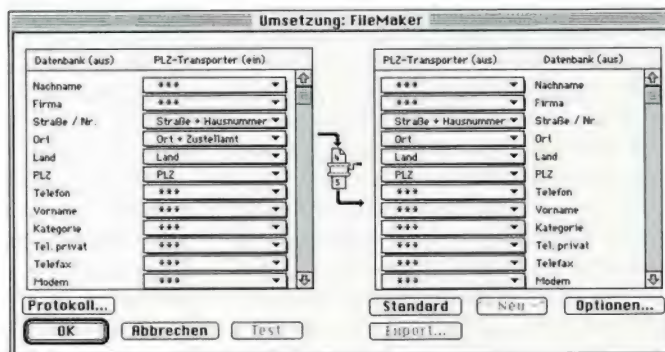 Umsetzung: FileMaker
Datenbank (aus) PLZ-Transporter (ein)
Nachname ***
Firma ***
Straße / Nr. Straße + Hausnummer
Ort Ort + Zustellamt
Land Land
PLZ PLZ
Telefon ***
Vorname ***
Kategorie ***
Tel. privat ***
Telefax ***
Modem ***
4
5
PLZ-Transporter (aus) Datenbank (ein)
*** Nachname
*** Firma
Straße + Hausnummer Straße / Nr.
Ort Ort
Land Land
PLZ PLZ
*** Telefon
*** Vorname
*** Kategorie
*** Tel. privat
*** Telefax
*** Modem
Protokoll...
OK Abbrechen Test
Standard Neu Optionen...
Export...